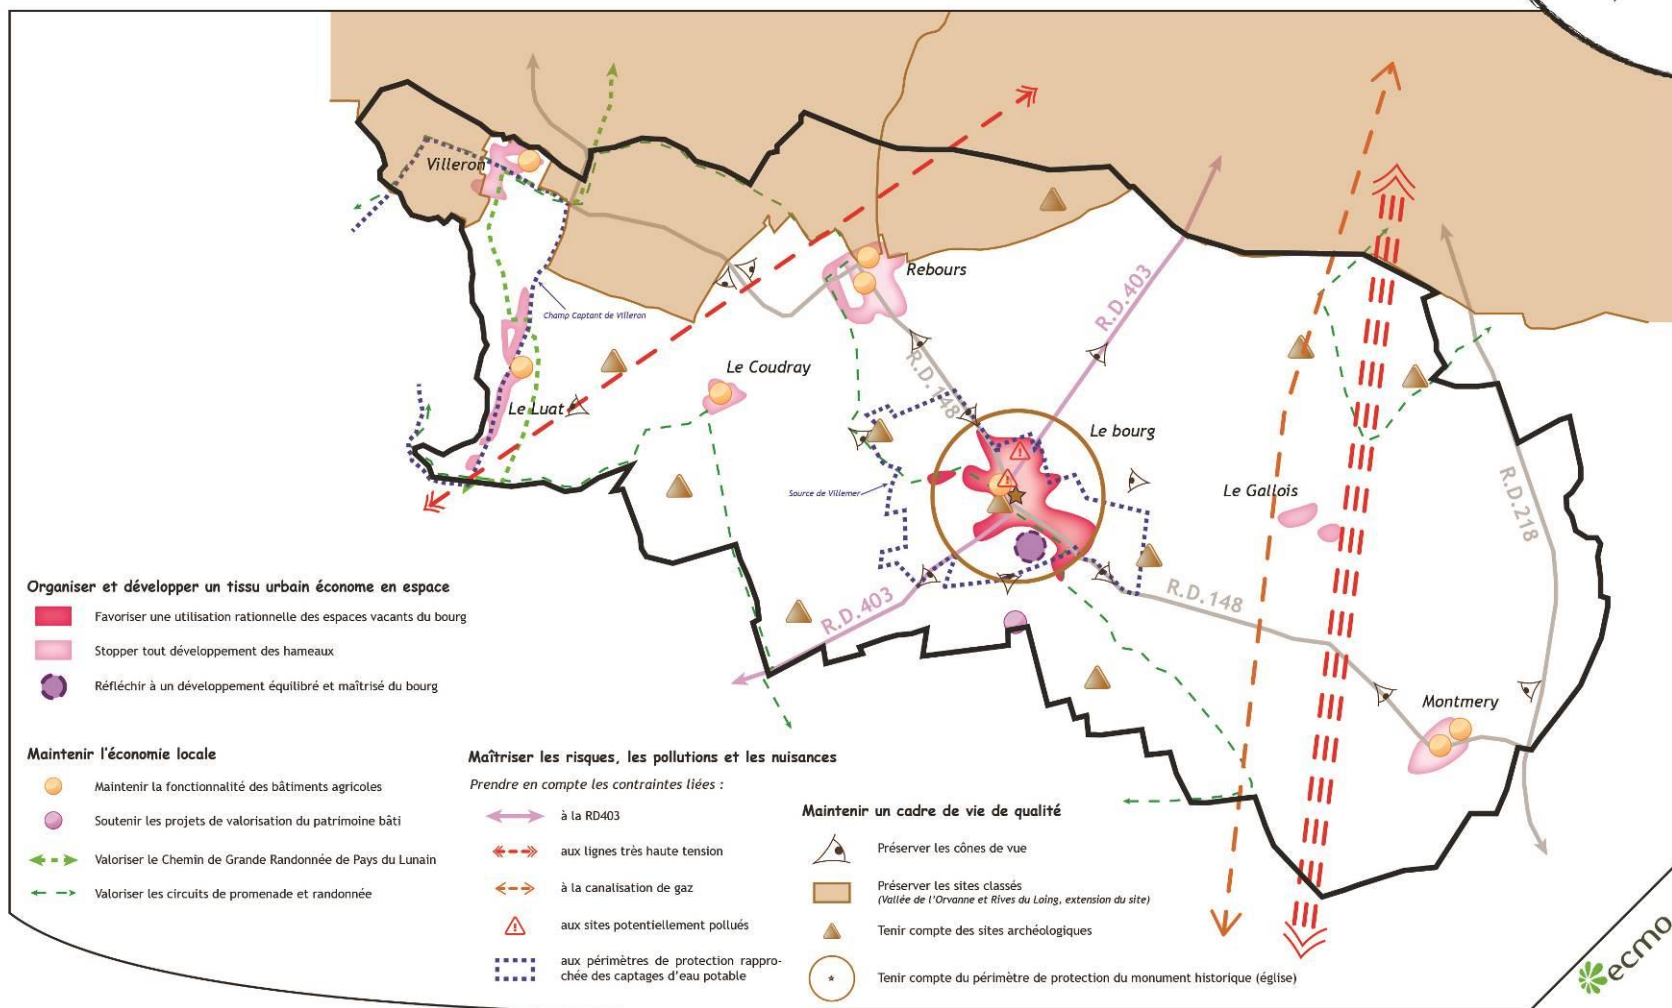 Villeron
Rebours
R.D.403
Champ Captant de Villeron
Le Coudray
R.D.148
Le Luat
Le bourg
Source de Villemer
Le Gallois
R.D.218
R.D.403
R.D.148
Montmery
Organiser et développer un tissu urbain économe en espace
Favoriser une utilisation rationnelle des espaces vacants du bourg
Stopper tout développement des hameaux
Réfléchir à un développement équilibré et maîtrisé du bourg
Maintenir l'économie locale
Maintenir la fonctionnalité des bâtiments agricoles
Soutenir les projets de valorisation du patrimoine bâti
Valoriser le Chemin de Grande Randonnée de Pays du Lunain
Valoriser les circuits de promenade et randonnée
Maîtriser les risques, les pollutions et les nuisances
Prendre en compte les contraintes liées :
à la RD403
aux lignes très haute tension
à la canalisation de gaz
aux sites potentiellement pollués
aux périmètres de protection rappro-
chée des captages d'eau potable
Maintenir un cadre de vie de qualité
Préserver les cônes de vue
Préserver les sites classés
(Vallée de l'Orvanne et Rives du Loing, extension du site)
Tenir compte des sites archéologiques
Tenir compte du périmètre de protection du monument historique (église)
ecmo